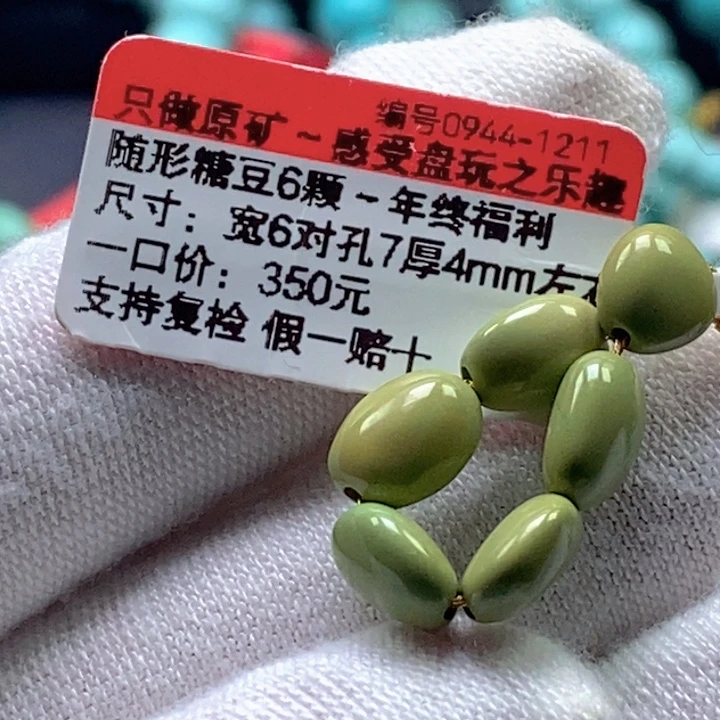 编号0944-1211
只做原矿~感受盘玩之乐趣
随形糖豆6颗~年终福利
尺寸：宽6对孔7厚4mm左右
一口价：350元
支持复检 假一赔十